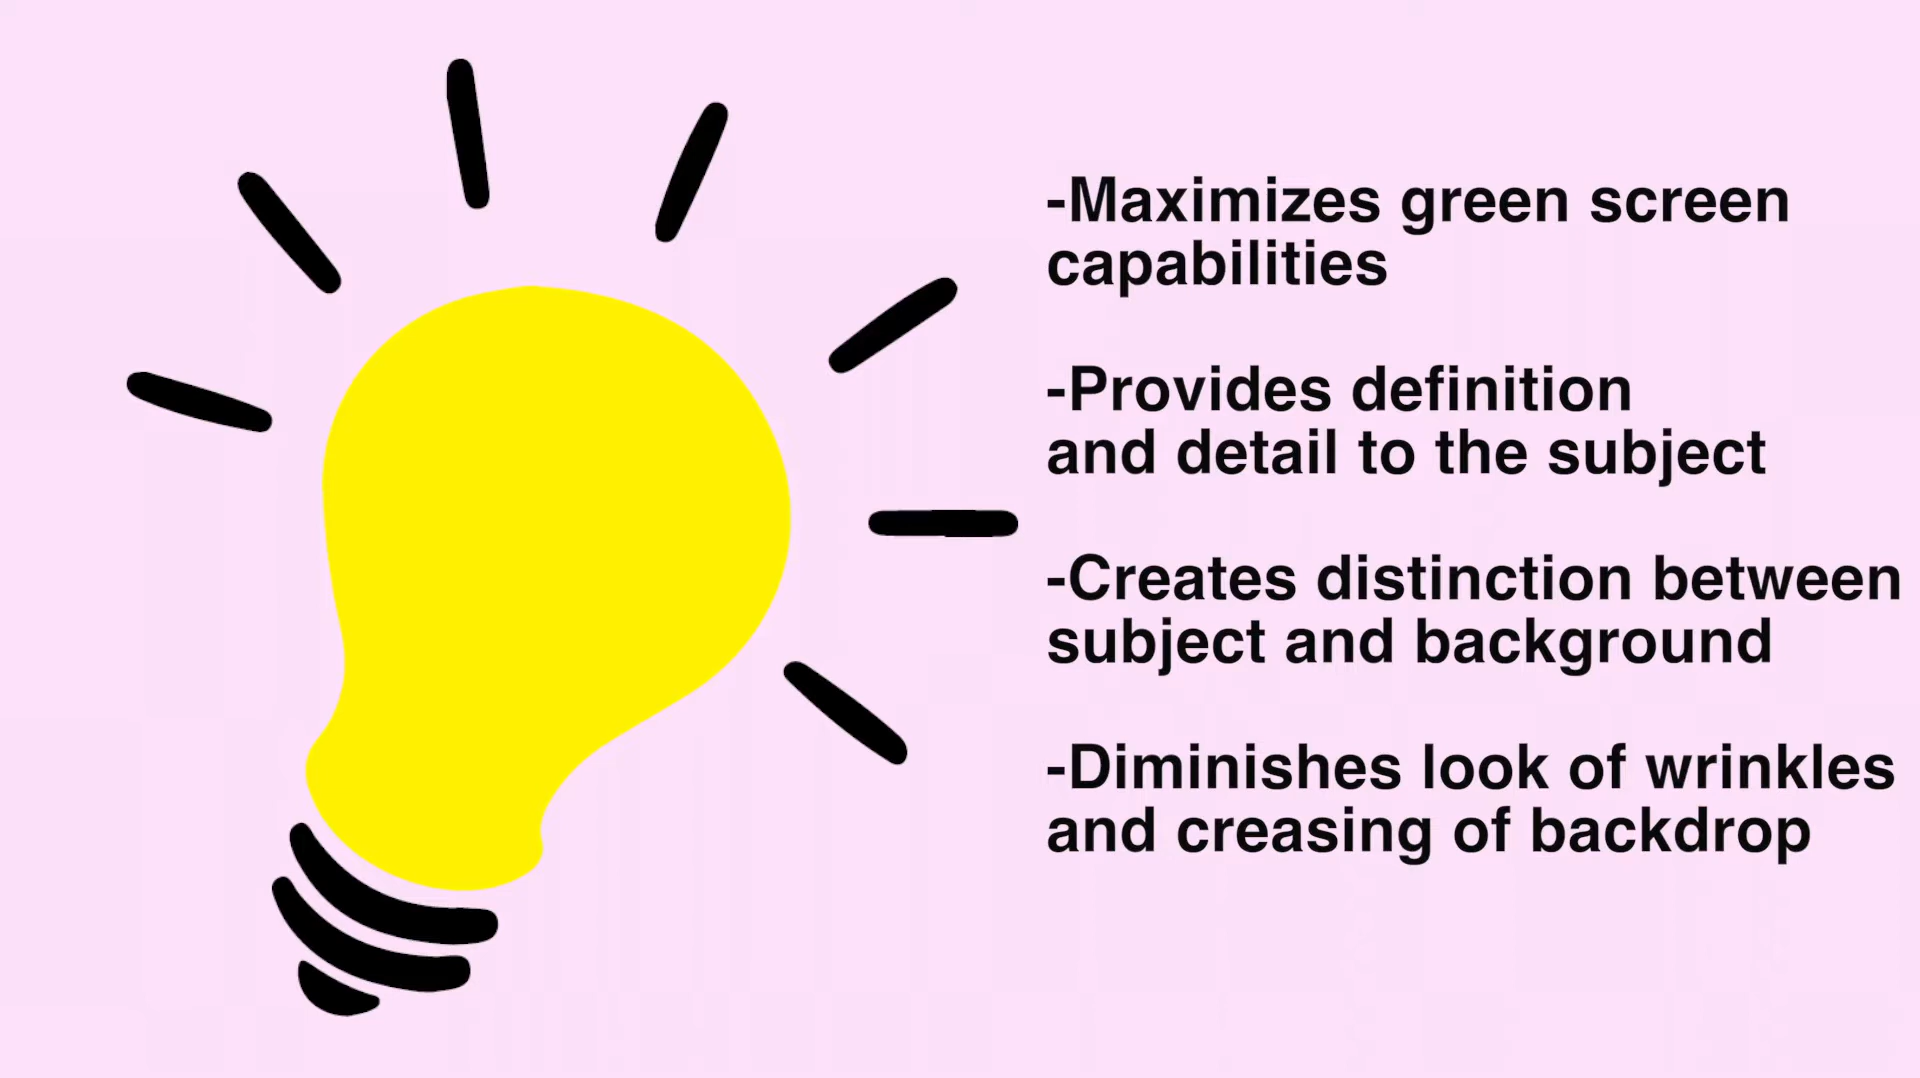 -Maximizes green screen
capabilities
-Provides definition
and detail to the subject
-Creates distinction between
subject and background
-Diminishes look of wrinkles
and creasing of backdrop